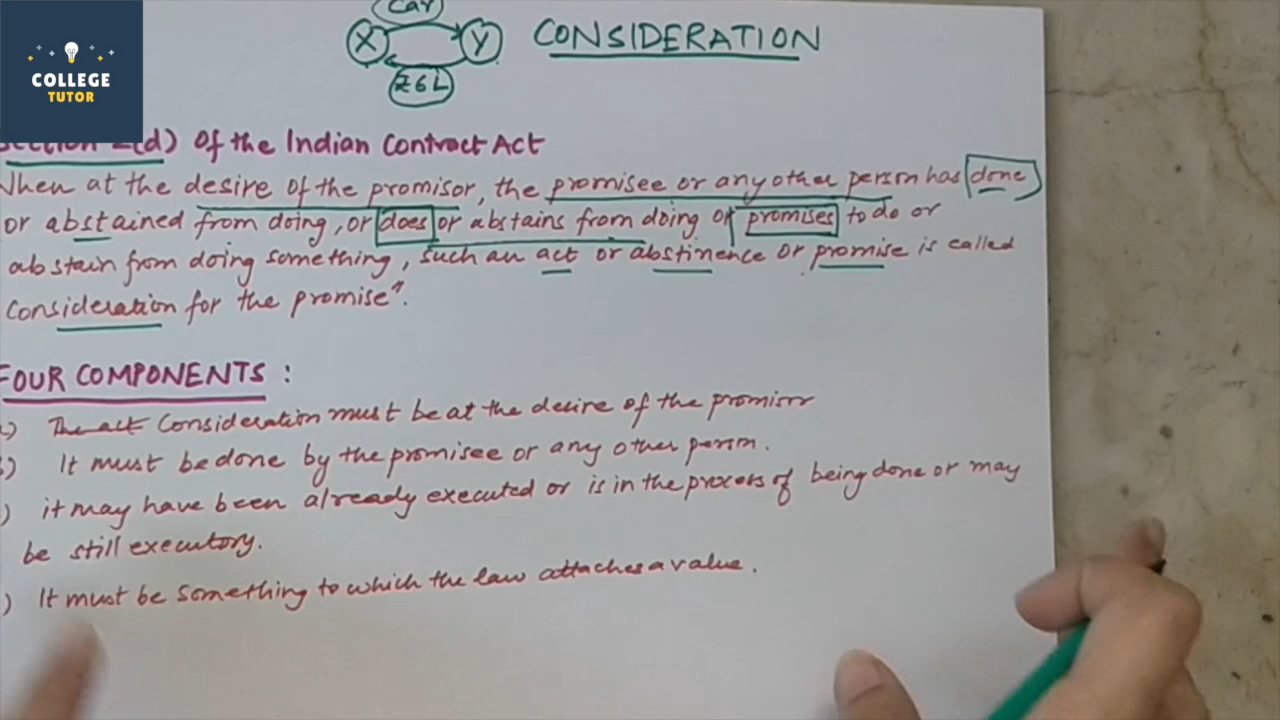 COLLEGE
TUTOR
Car
X Y CONSIDERATION
₹6L
Section 2(d) Of the Indian Contract Act
When at the desire of the promisor, the promisee or any other person has done
or abstained from doing, or does or abstains from doing or promises to do or
abstain from doing something, such an act or abstinence or promise is called
Consideration for the promise".
FOUR COMPONENTS :
The act Consideration must be at the desire of the promisor
It must be done by the promisee or any other person.
it may have been already executed or is in the process of being done or may
be still executory.
) It must be something to which the law attaches a value.